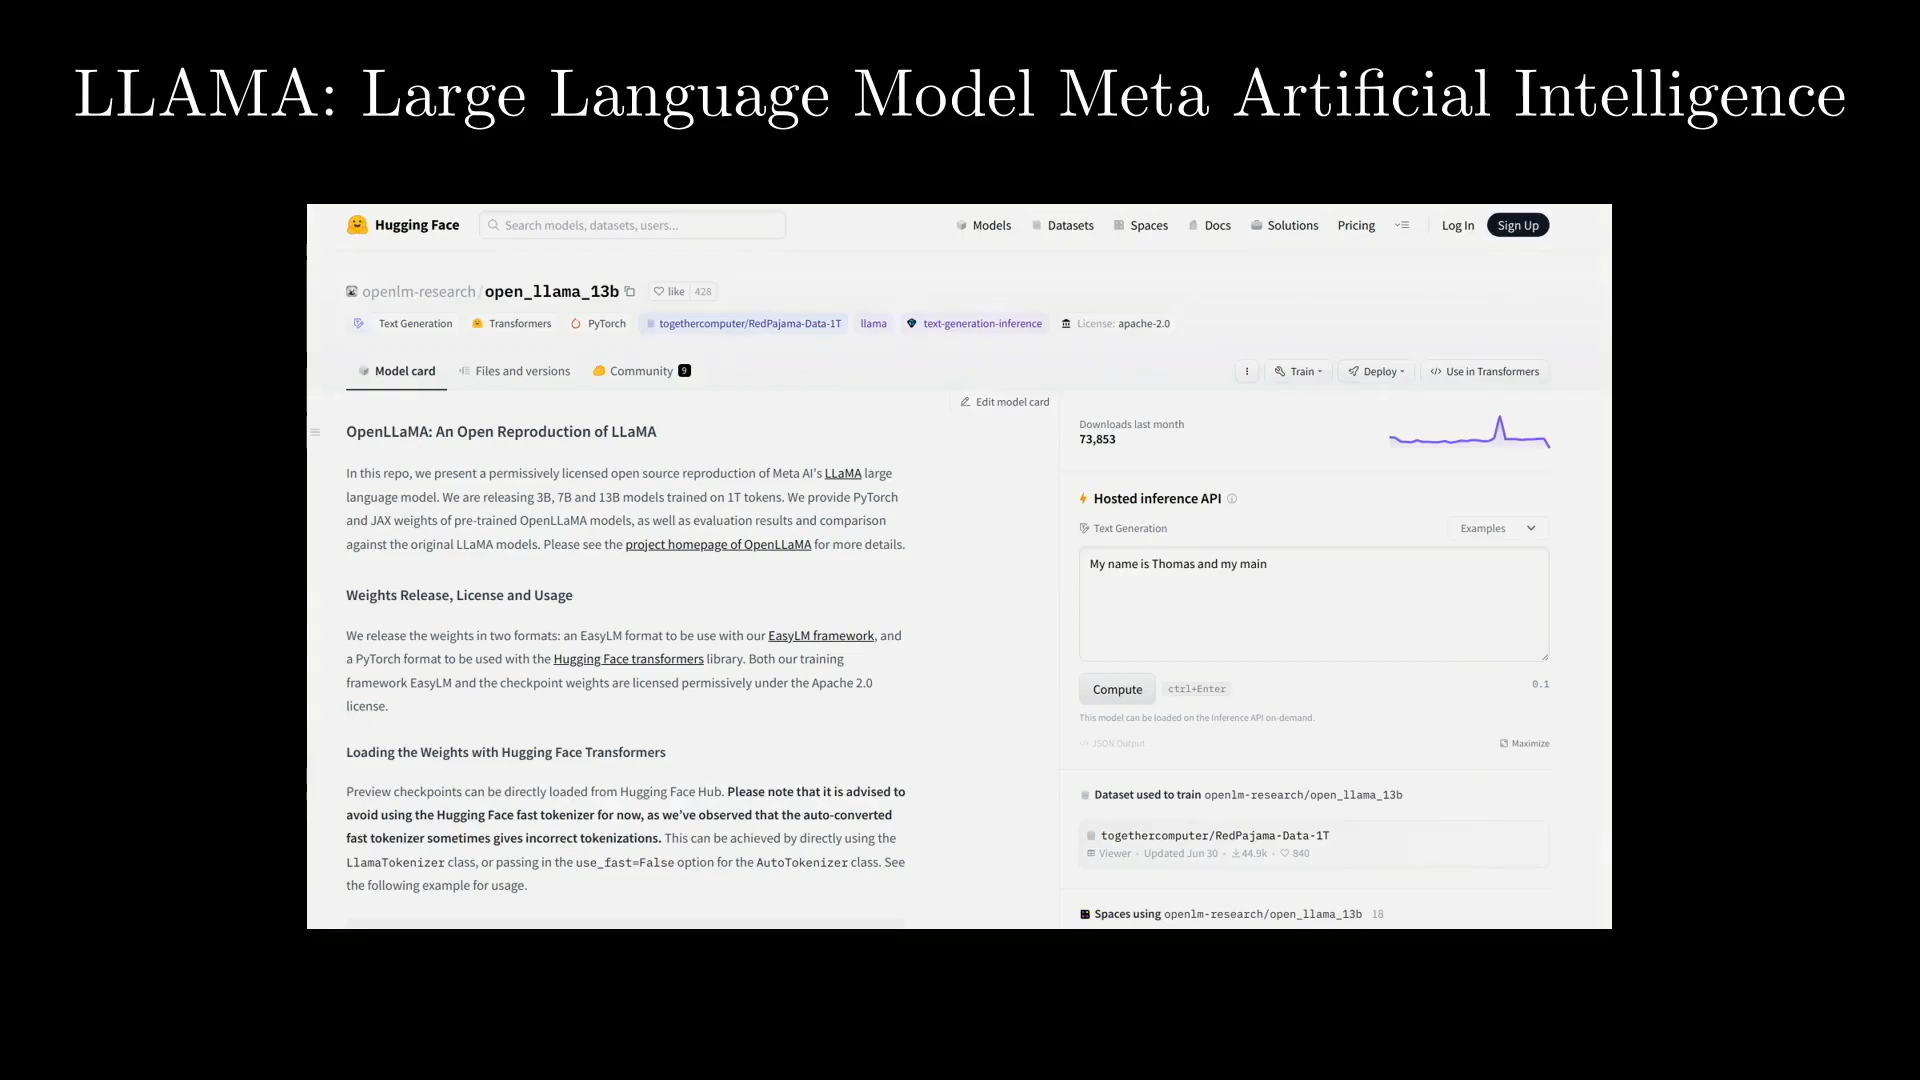 LLAMA: Large Language Model Meta Artificial Intelligence
Hugging Face
Search models, datasets, users...
Models
Datasets
Spaces
Docs
Solutions
Pricing
Log In
Sign Up
openlm-research/open_llama_13b
like 428
Text Generation
Transformers
PyTorch
togethercomputer/RedPajama-Data-1T
llama
text-generation-inference
License: apache-2.0
Model card
Files and versions
Community 9
Train
Deploy
Use in Transformers
Edit model card
OpenLLaMA: An Open Reproduction of LLaMA
In this repo, we present a permissively licensed open source reproduction of Meta AI's LLaMA large
language model. We are releasing 3B, 7B and 13B models trained on 1T tokens. We provide PyTorch
and JAX weights of pre-trained OpenLLaMA models, as well as evaluation results and comparison
against the original LLaMA models. Please see the project homepage of OpenLLaMA for more details.
Weights Release, License and Usage
We release the weights in two formats: an EasyLM format to be use with our EasyLM framework, and
a PyTorch format to be used with the Hugging Face transformers library. Both our training
framework EasyLM and the checkpoint weights are licensed permissively under the Apache 2.0
license.
Loading the Weights with Hugging Face Transformers
Preview checkpoints can be directly loaded from Hugging Face Hub. Please note that it is advised to
avoid using the Hugging Face fast tokenizer for now, as we've observed that the auto-converted
fast tokenizer sometimes gives incorrect tokenizations. This can be achieved by directly using the
LlamaTokenizer class, or passing in the use_fast=False option for the AutoTokenizer class. See
the following example for usage.
Downloads last month
73,853
Hosted inference API
Text Generation
Examples
My name is Thomas and my main
Compute
ctrl+Enter
0.1
This model can be loaded on the Inference API on-demand.
JSON Output
Maximize
Dataset used to train openlm-research/open_llama_13b
togethercomputer/RedPajama-Data-1T
Viewer • Updated Jun 30 • 44.9k • 840
Spaces using openlm-research/open_llama_13b 18